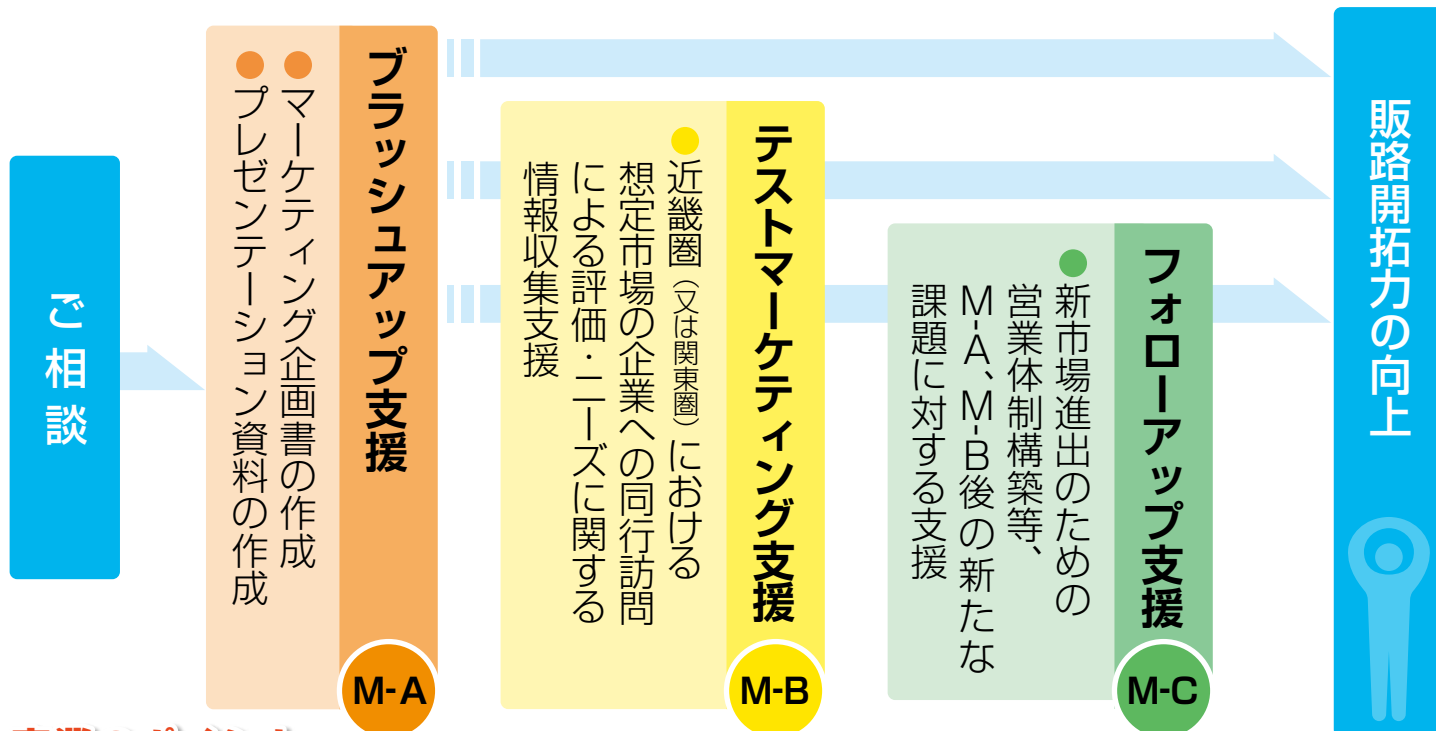 ご相談
ブラッシュアップ支援
●マーケティング企画書の作成
●プレゼンテーション資料の作成
M-A
テストマーケティング支援
●近畿圏（又は関東圏）における
想定市場の企業への同行訪問
による評価・ニーズに関する
情報収集支援
M-B
フォローアップ支援
●新市場進出のための
営業体制構築等、
M-A、M-B後の新たな
課題に対する支援
M-C
販路開拓力の向上